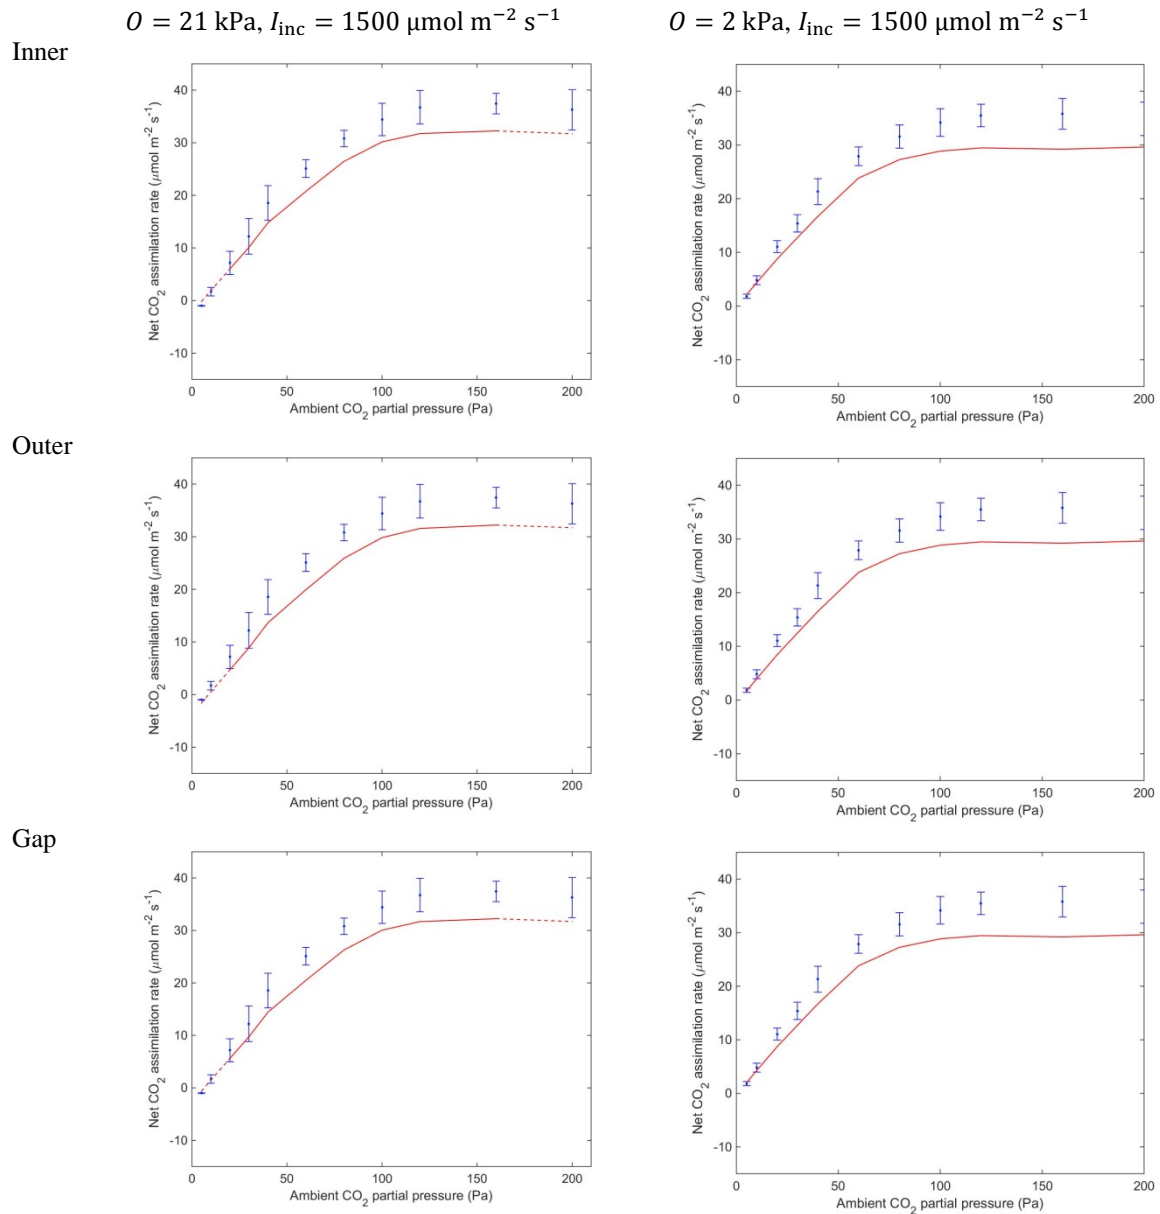 O = 21 kPa, I_inc = 1500 μmol m⁻² s⁻¹
O = 2 kPa, I_inc = 1500 μmol m⁻² s⁻¹
Inner
Net CO₂ assimilation rate (μmol m⁻² s⁻¹)
40
30
20
10
0
-10
0 50 100 150 200
Ambient CO₂ partial pressure (Pa)
Net CO₂ assimilation rate (μmol m⁻² s⁻¹)
40
30
20
10
0
-10
0 50 100 150 200
Ambient CO₂ partial pressure (Pa)
Outer
Net CO₂ assimilation rate (μmol m⁻² s⁻¹)
40
30
20
10
0
-10
0 50 100 150 200
Ambient CO₂ partial pressure (Pa)
Net CO₂ assimilation rate (μmol m⁻² s⁻¹)
40
30
20
10
0
-10
0 50 100 150 200
Ambient CO₂ partial pressure (Pa)
Gap
Net CO₂ assimilation rate (μmol m⁻² s⁻¹)
40
30
20
10
0
-10
0 50 100 150 200
Ambient CO₂ partial pressure (Pa)
Net CO₂ assimilation rate (μmol m⁻² s⁻¹)
40
30
20
10
0
-10
0 50 100 150 200
Ambient CO₂ partial pressure (Pa)